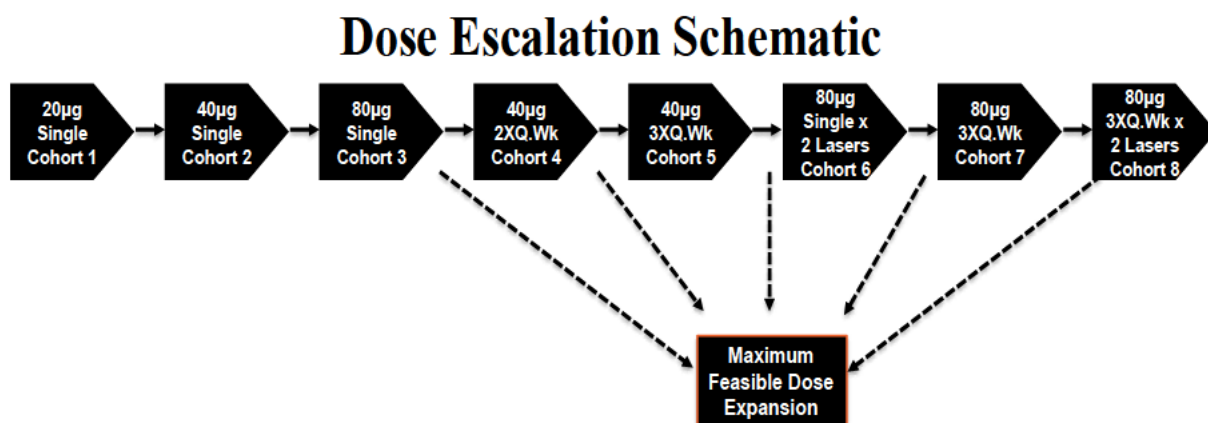 Dose Escalation Schematic
20µg
Single
Cohort 1
40µg
Single
Cohort 2
80µg
Single
Cohort 3
40µg
2XQ.Wk
Cohort 4
40µg
3XQ.Wk
Cohort 5
80µg
Single x
2 Lasers
Cohort 6
80µg
3XQ.Wk
Cohort 7
80µg
3XQ.Wk x
2 Lasers
Cohort 8
Maximum
Feasible Dose
Expansion